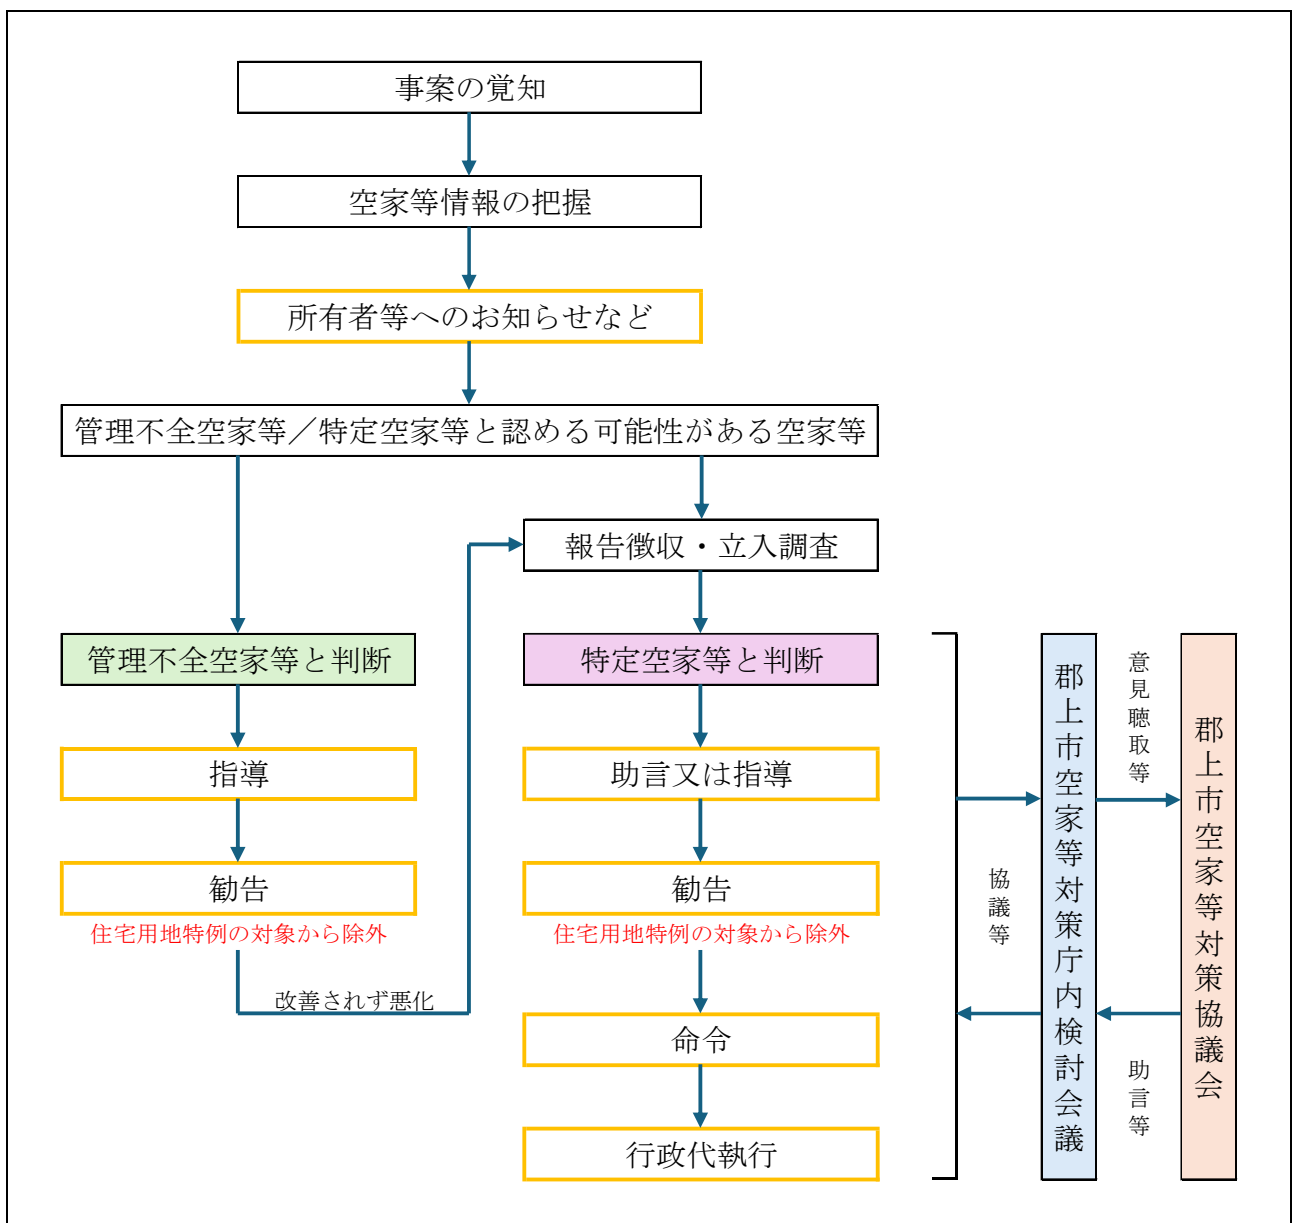 事案の覚知
空家等情報の把握
所有者等へのお知らせなど
管理不全空家等／特定空家等と認める可能性がある空家等
報告徴収・立入調査
管理不全空家等と判断
特定空家等と判断
指導
助言又は指導
勧告
勧告
住宅用地特例の対象から除外
住宅用地特例の対象から除外
改善されず悪化
命令
行政代執行
協議等
郡上市空家等対策庁内検討会議
意見聴取等
助言等
郡上市空家等対策協議会